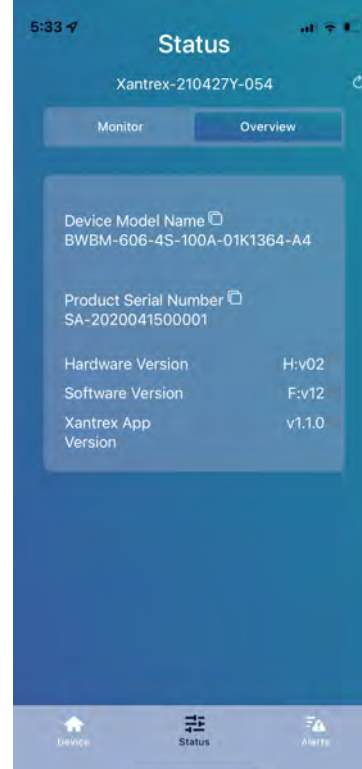 5:33
Status
Xantrex-210427Y-054
Monitor Overview
Device Model Name
BWBM-606-4S-100A-01K1364-A4
Product Serial Number
SA-2020041500001
Hardware Version H:v02
Software Version F:v12
Xantrex App Version v1.1.0
Device Status Alerts